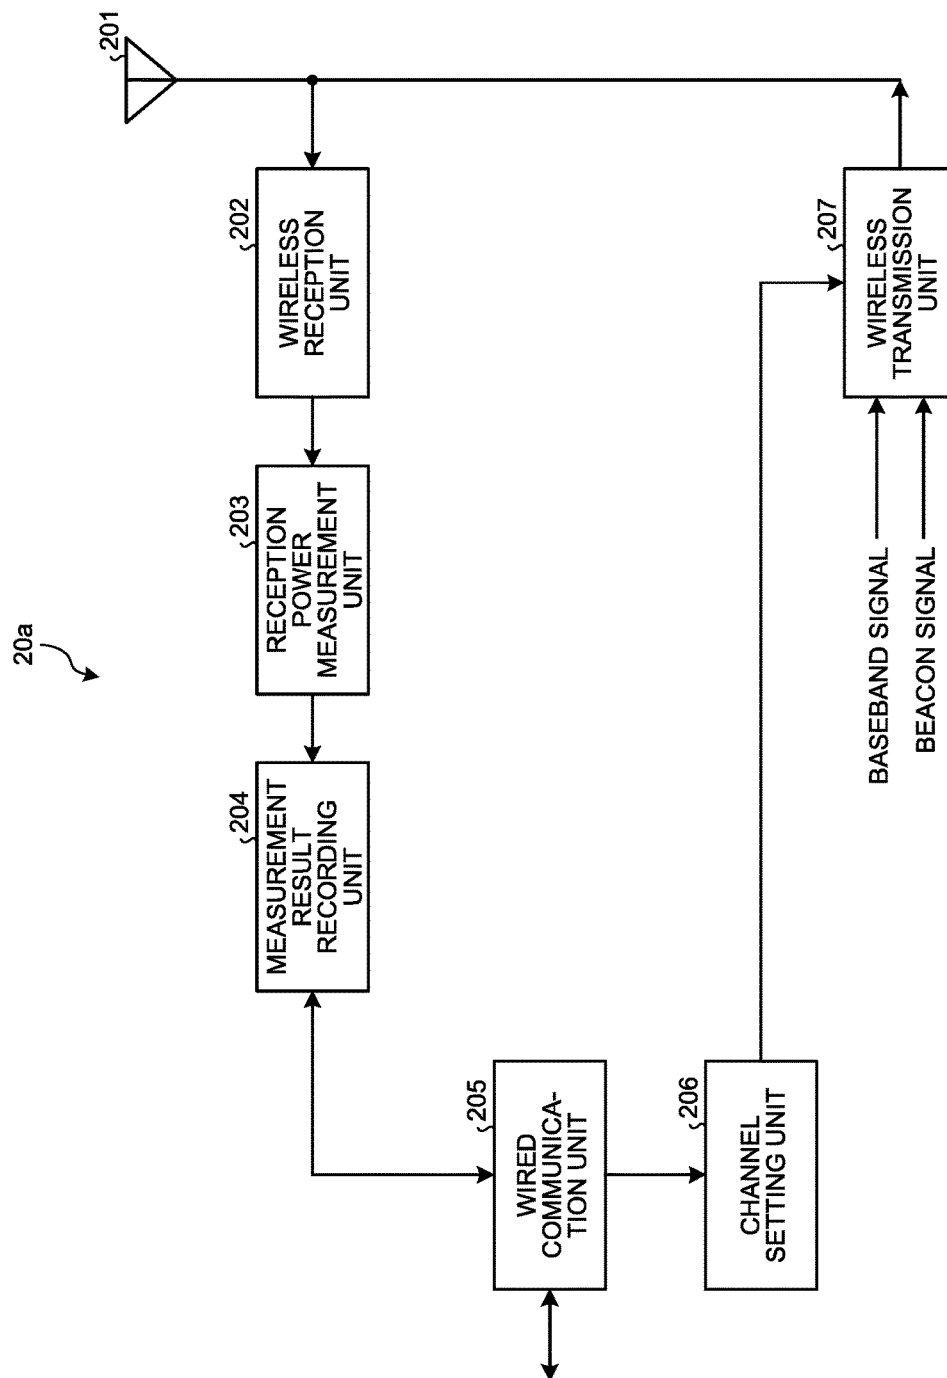 20a
201
202
WIRELESS
RECEPTION
UNIT
203
RECEPTION
POWER
MEASUREMENT
UNIT
204
MEASUREMENT
RESULT
RECORDING
UNIT
205
WIRED
COMMUNICA-
TION UNIT
206
CHANNEL
SETTING UNIT
207
WIRELESS
TRANSMISSION
UNIT
BASEBAND SIGNAL
BEACON SIGNAL